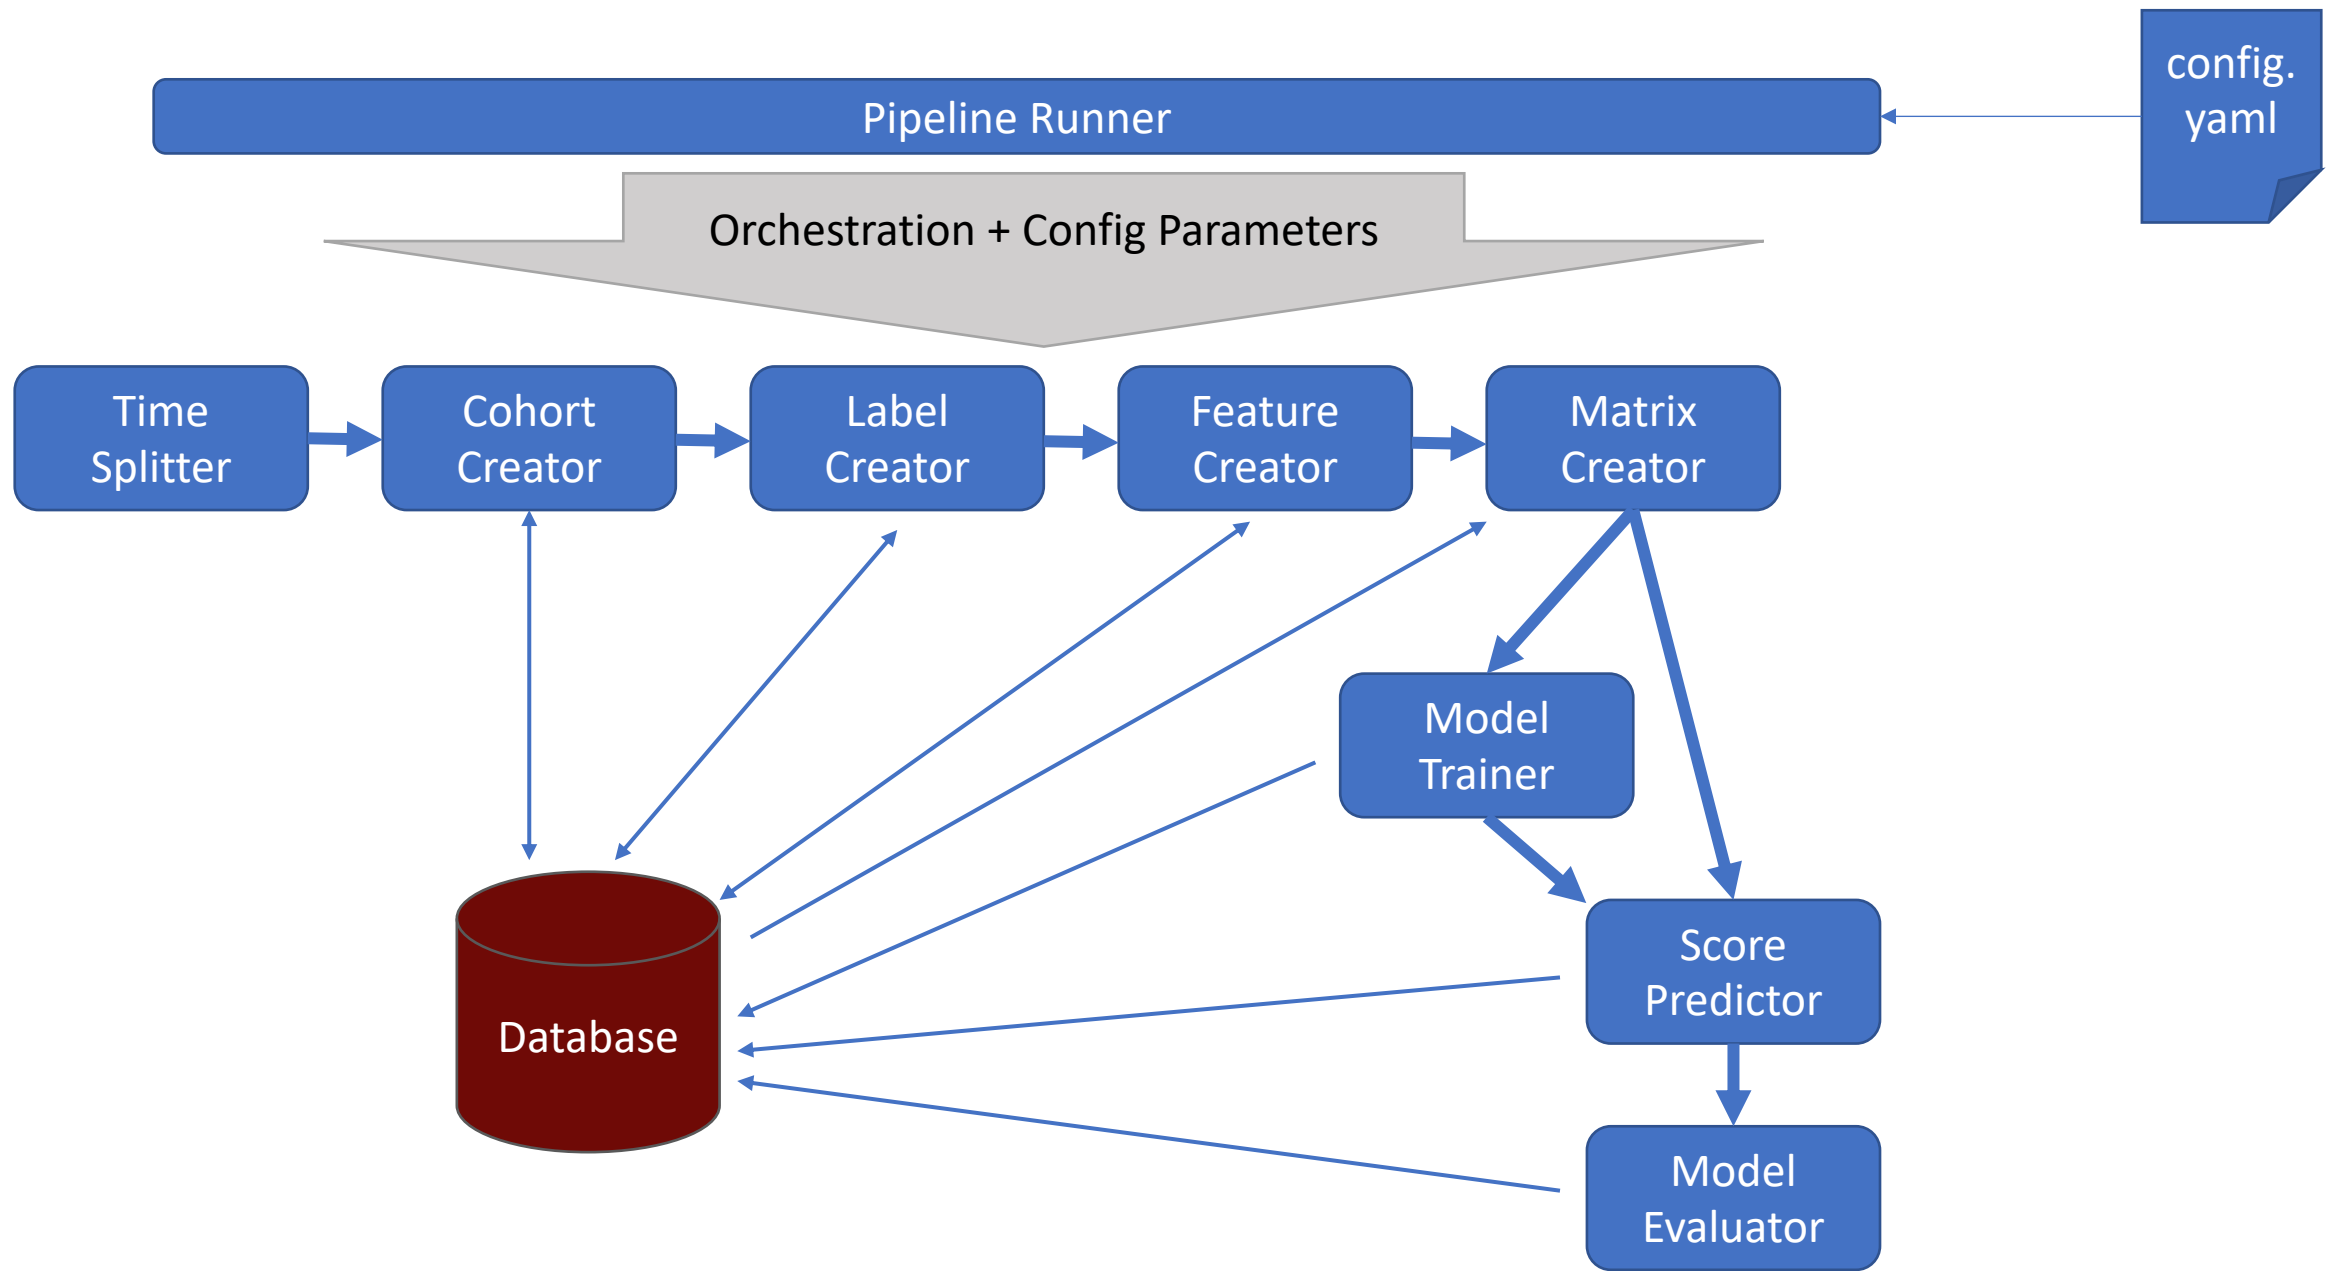 config.
yaml
Pipeline Runner
Orchestration + Config Parameters
Time
Splitter
Cohort
Creator
Label
Creator
Feature
Creator
Matrix
Creator
Model
Trainer
Score
Predictor
Database
Model
Evaluator